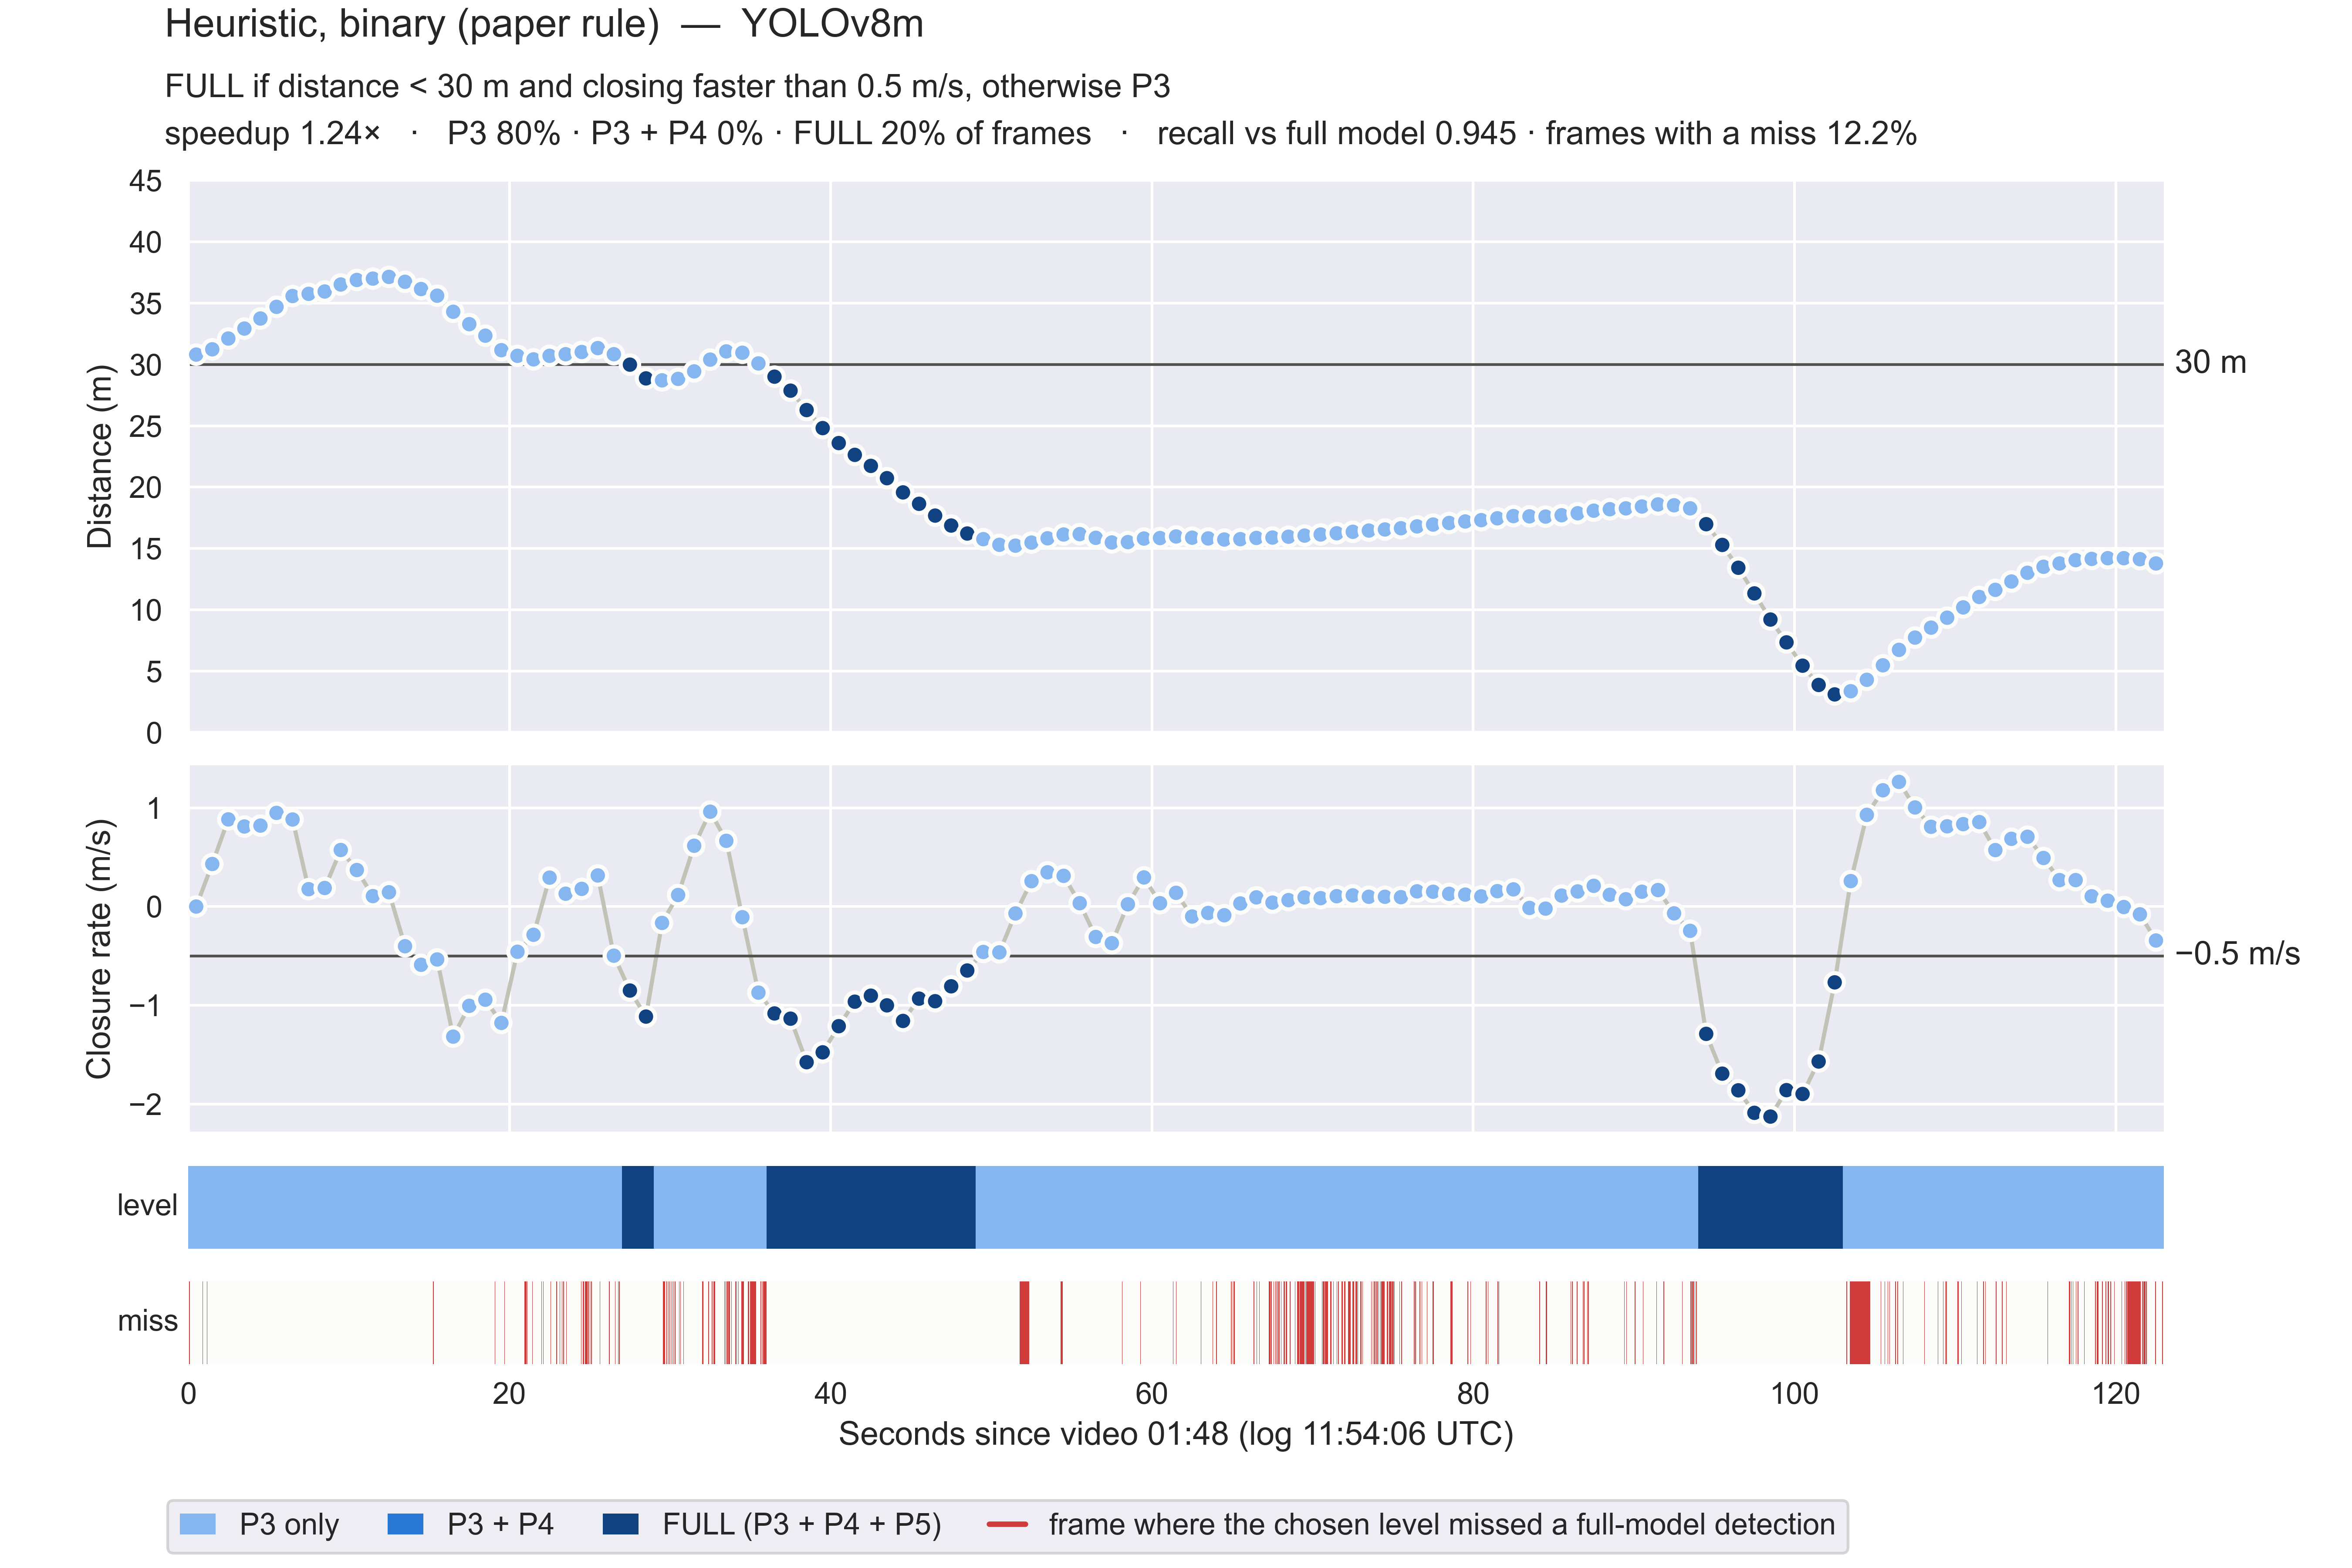 Heuristic, binary (paper rule) — YOLOv8m
FULL if distance < 30 m and closing faster than 0.5 m/s, otherwise P3
speedup 1.24× · P3 80% · P3 + P4 0% · FULL 20% of frames · recall vs full model 0.945 · frames with a miss 12.2%
45
40
35
30
25
20
15
10
5
0
Distance (m)
30 m
1
0
−1
−2
Closure rate (m/s)
−0.5 m/s
level
miss
0 20 40 60 80 100 120
Seconds since video 01:48 (log 11:54:06 UTC)
P3 only P3 + P4 FULL (P3 + P4 + P5) frame where the chosen level missed a full-model detection